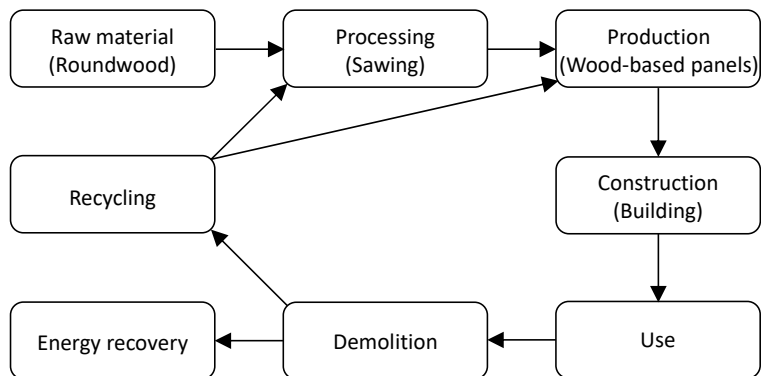 Raw material
(Roundwood)
Processing
(Sawing)
Production
(Wood-based panels)
Recycling
Construction
(Building)
Energy recovery
Demolition
Use